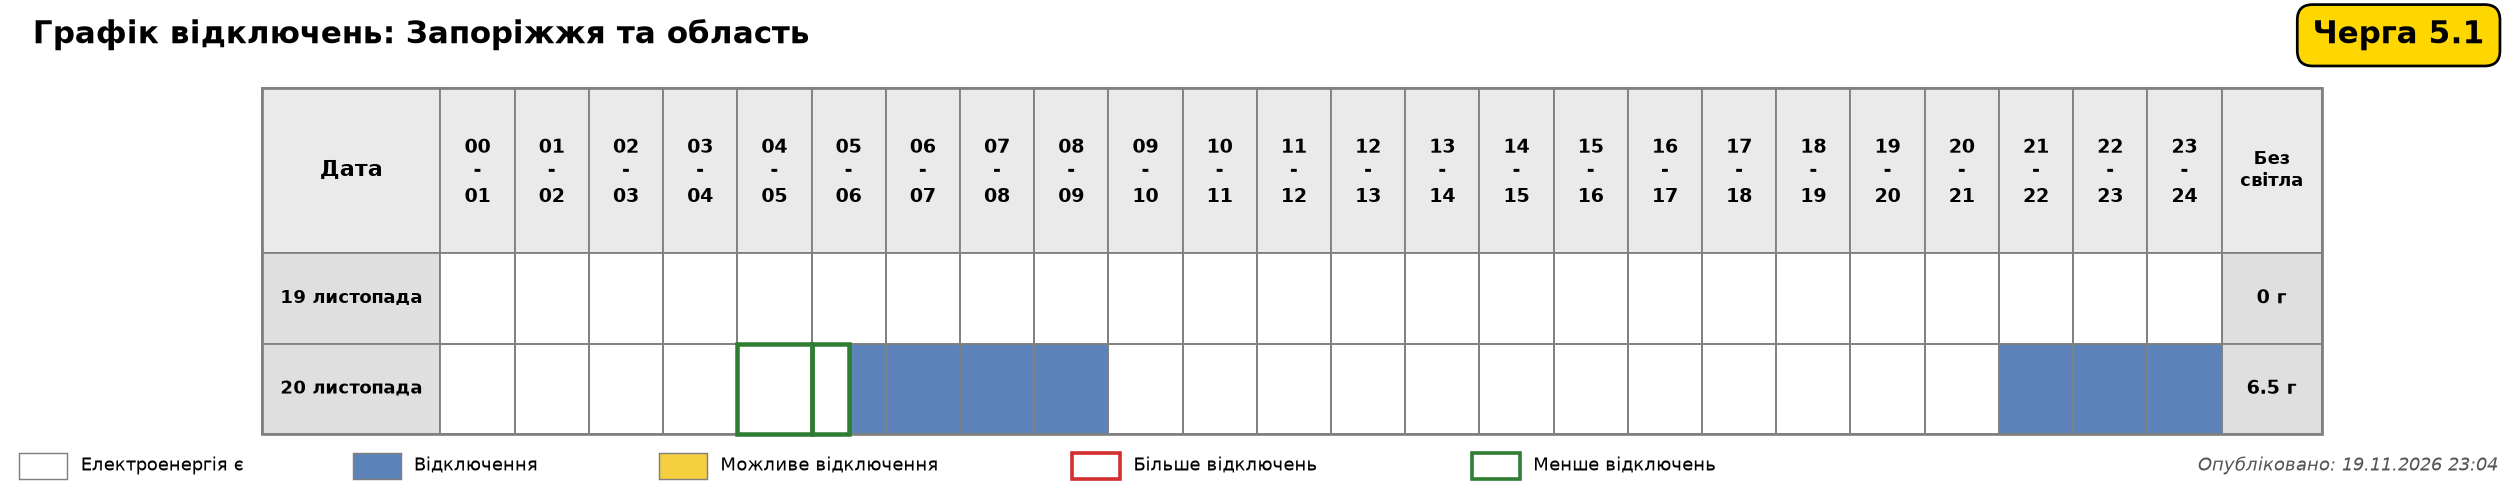 Графік відключень: Запоріжжя та область
Черга 5.1
Дата
00 - 01
01 - 02
02 - 03
03 - 04
04 - 05
05 - 06
06 - 07
07 - 08
08 - 09
09 - 10
10 - 11
11 - 12
12 - 13
13 - 14
14 - 15
15 - 16
16 - 17
17 - 18
18 - 19
19 - 20
20 - 21
21 - 22
22 - 23
23 - 24
Без
світла
19 листопада
0 г
20 листопада
6.5 г
Електроенергія є
Відключення
Можливе відключення
Більше відключень
Менше відключень
Опубліковано: 19.11.2026 23:04